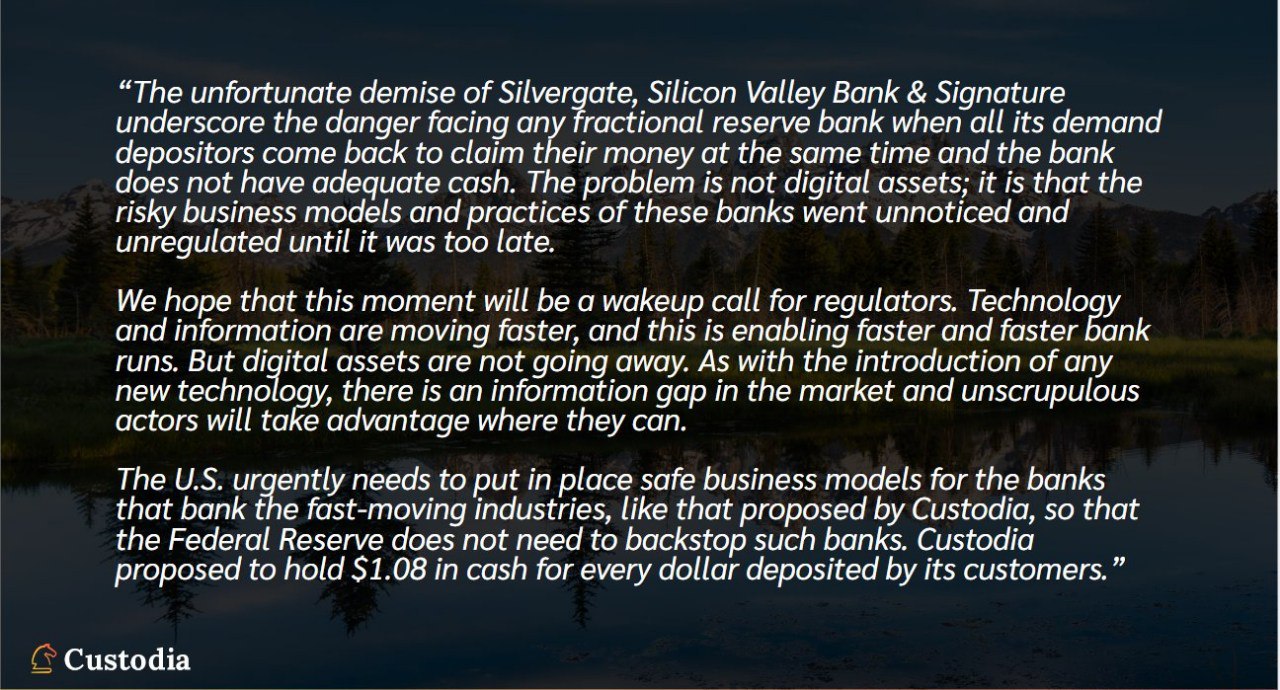 “The unfortunate demise of Silvergate, Silicon Valley Bank & Signature
underscore the danger facing any fractional reserve bank when all its demand
depositors come back to claim their money at the same time and the bank
does not have adequate cash. The problem is not digital assets; it is that the
risky business models and practices of these banks went unnoticed and
unregulated until it was too late.
We hope that this moment will be a wakeup call for regulators. Technology
and information are moving faster, and this is enabling faster and faster bank
runs. But digital assets are not going away. As with the introduction of any
new technology, there is an information gap in the market and unscrupulous
actors will take advantage where they can.
The U.S. urgently needs to put in place safe business models for the banks
that bank the fast-moving industries, like that proposed by Custodia, so that
the Federal Reserve does not need to backstop such banks. Custodia
proposed to hold $1.08 in cash for every dollar deposited by its customers.”
Custodia